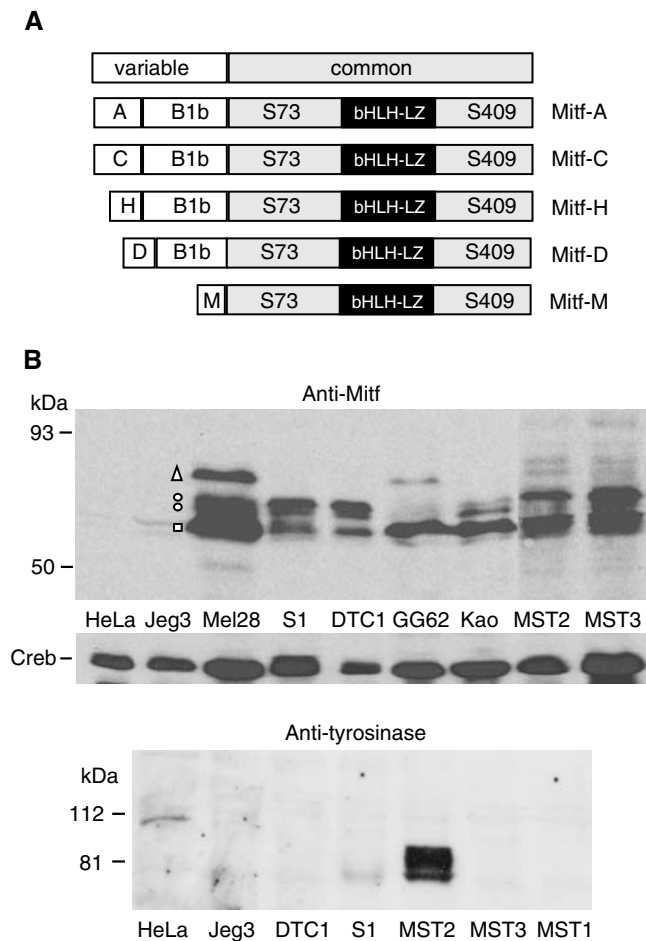 A
variable common
A B1b S73 bHLH-LZ S409 Mitf-A
C B1b S73 bHLH-LZ S409 Mitf-C
H B1b S73 bHLH-LZ S409 Mitf-H
D B1b S73 bHLH-LZ S409 Mitf-D
M S73 bHLH-LZ S409 Mitf-M
B
Anti-Mitf
kDa
93
50
HeLa Jeg3 Mel28 S1 DTC1 GG62 Kao MST2 MST3
Creb
Anti-tyrosinase
kDa
112
81
HeLa Jeg3 DTC1 S1 MST2 MST3 MST1